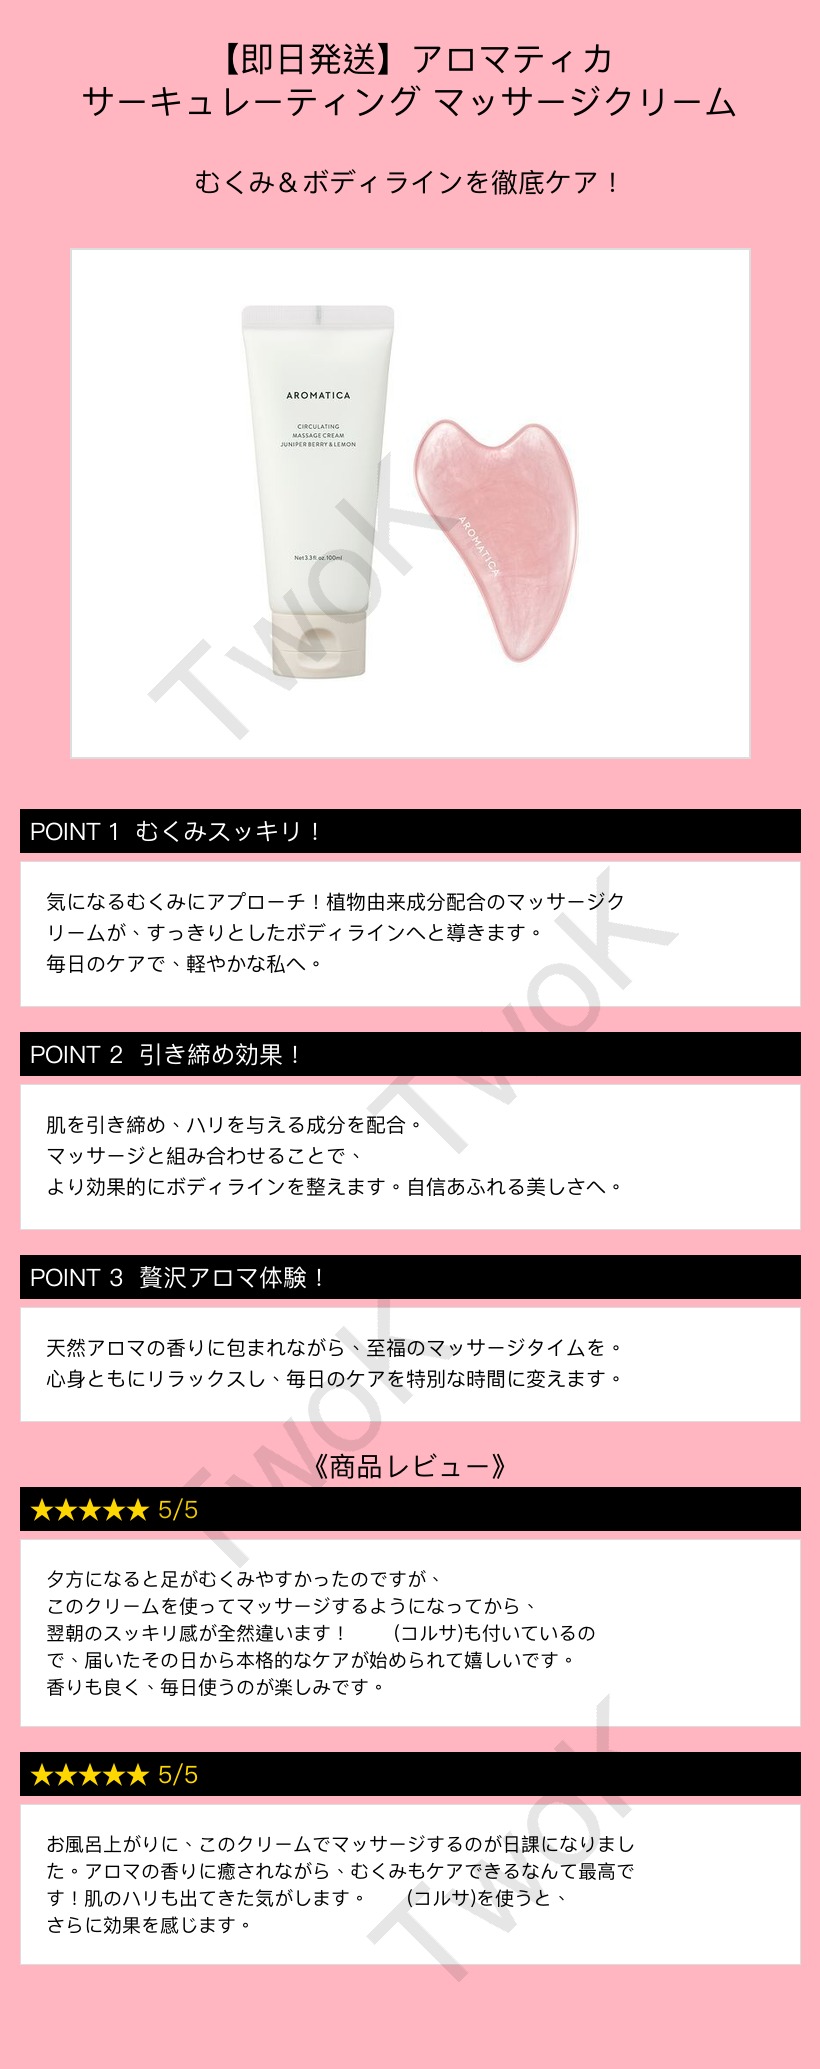 【即日発送】アロマティカ
サーキュレーティング マッサージクリーム
むくみ＆ボディラインを徹底ケア！
AROMATICA
CIRCULATING
MASSAGE CREAM
JUNIPER BERRY & LEMON
Net 3.3 fl. oz. 100ml
AROMATICA
TwoK
POINT 1 むくみスッキリ！
気になるむくみにアプローチ！植物由来成分配合のマッサージク
リームが、すっきりとしたボディラインへと導きます。
毎日のケアで、軽やかな私へ。
TwoK
POINT 2 引き締め効果！
肌を引き締め、ハリを与える成分を配合。
マッサージと組み合わせることで、
より効果的にボディラインを整えます。自信あふれる美しさへ。
POINT 3 贅沢アロマ体験！
天然アロマの香りに包まれながら、至福のマッサージタイムを。
心身ともにリラックスし、毎日のケアを特別な時間に変えます。
TwoK
《商品レビュー》
★★★★★ 5/5
夕方になると足がむくみやすかったのですが、
このクリームを使ってマッサージするようになってから、
翌朝のスッキリ感が全然違います！　　(コルサ)も付いているの
で、届いたその日から本格的なケアが始められて嬉しいです。
香りも良く、毎日使うのが楽しみです。
★★★★★ 5/5
お風呂上がりに、このクリームでマッサージするのが日課になりまし
た。アロマの香りに癒されながら、むくみもケアできるなんて最高で
す！肌のハリも出てきた気がします。　　(コルサ)を使うと、
さらに効果を感じます。
TwoK